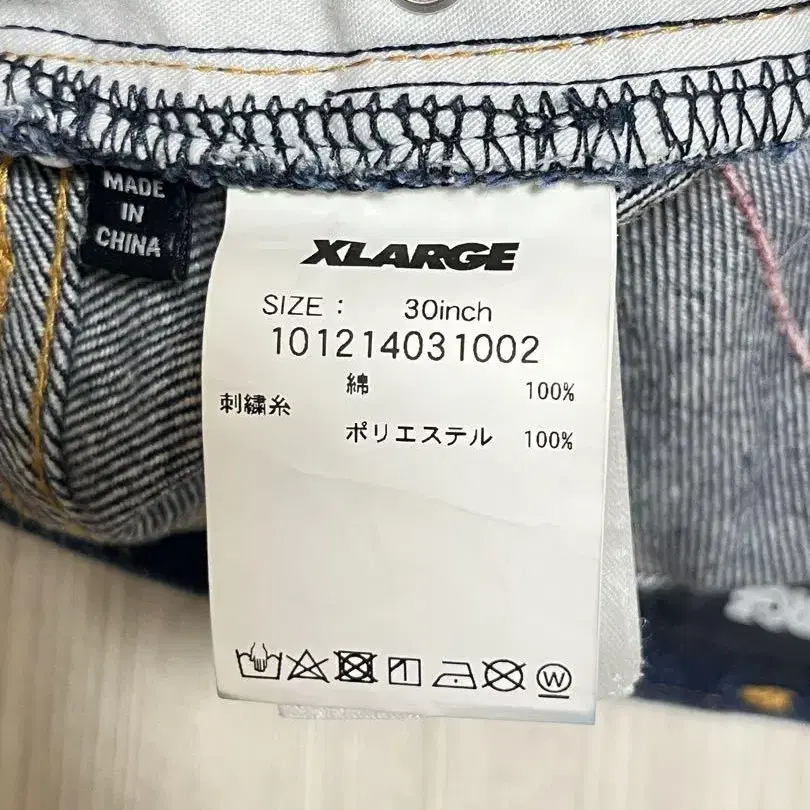 MADE
IN
CHINA
XLARGE
SIZE : 30inch
101214031002
綿 100%
刺繍糸
ポリエステル 100%
W